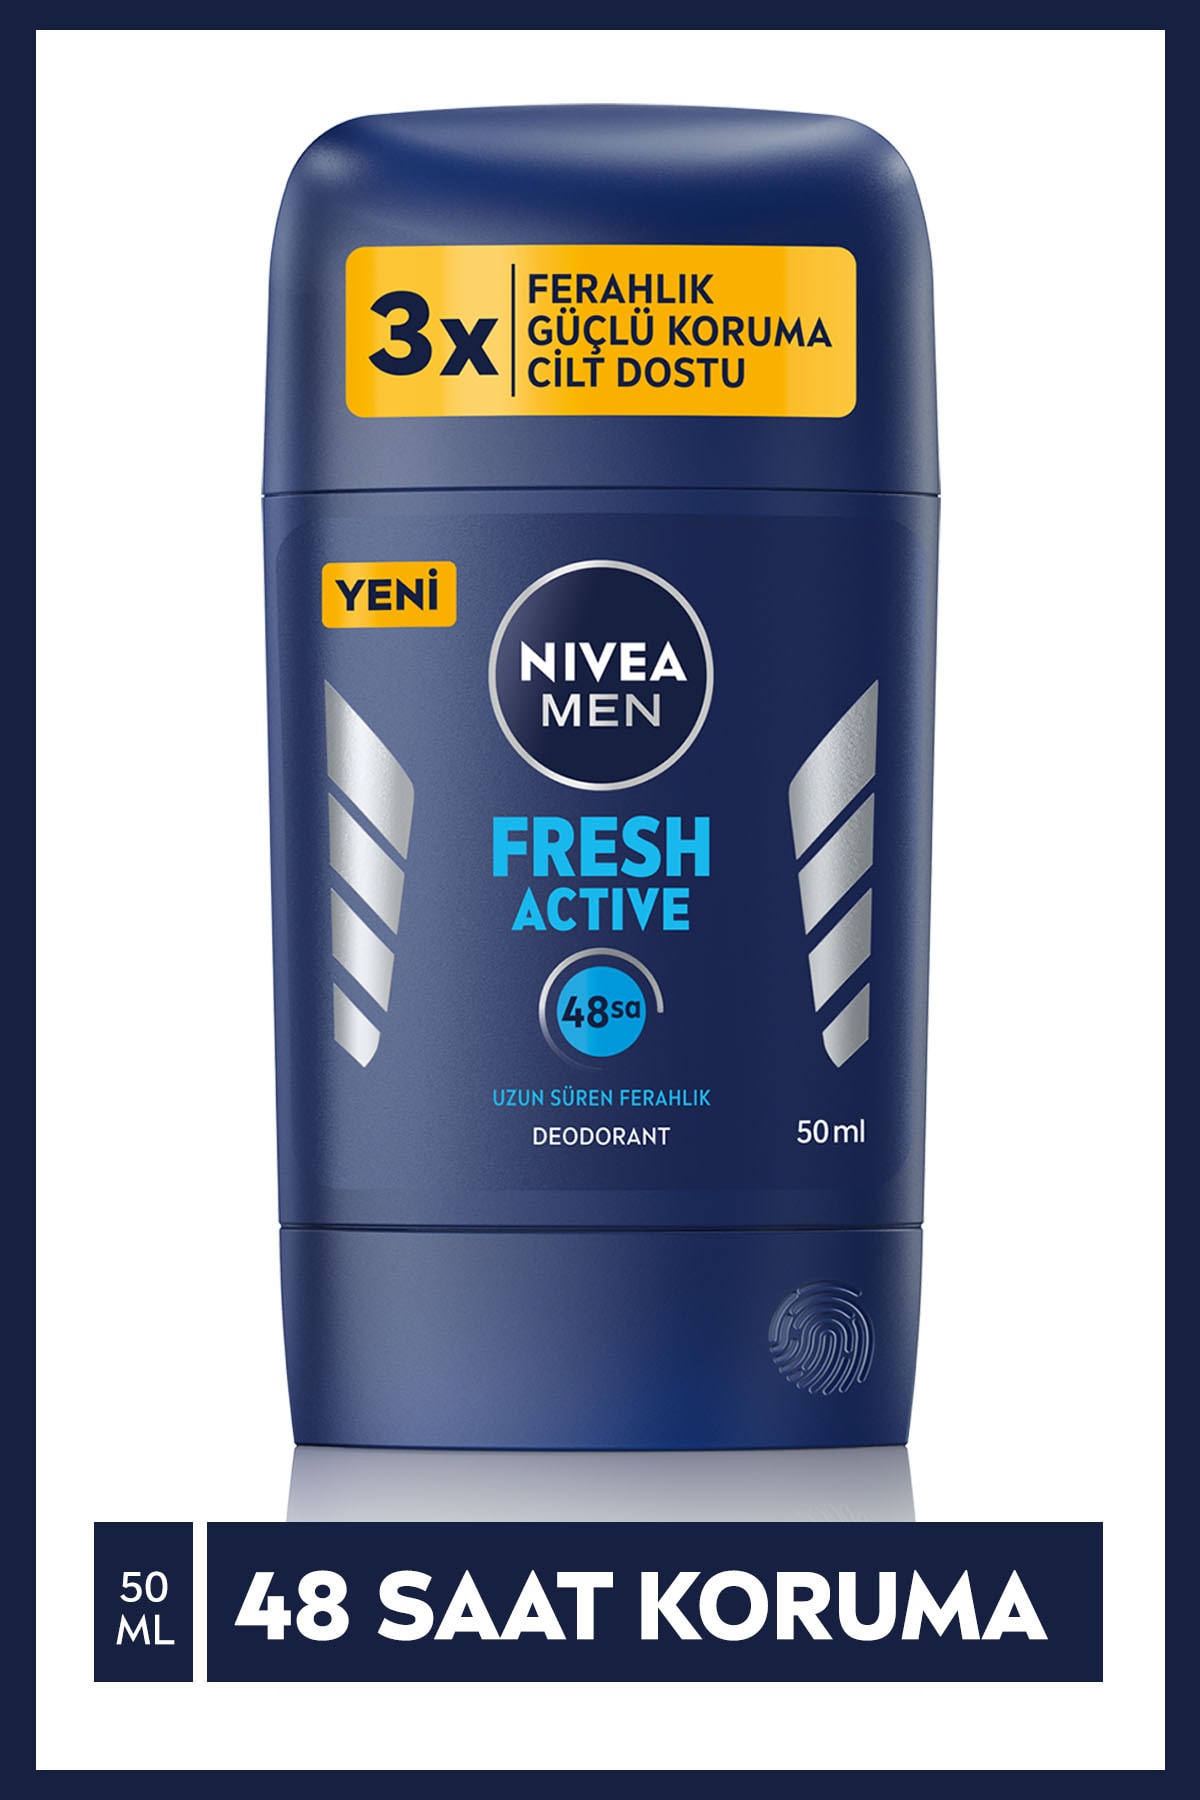 3x
FERAHLIK
GÜÇLÜ KORUMA
CİLT DOSTU
YENİ
NIVEA
MEN
FRESH
ACTIVE
48sa
UZUN SÜREN FERAHLIK
DEODORANT
50ml
50
ML
48 SAAT KORUMA